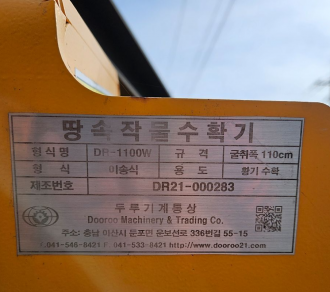 땅속작물수확기
형식명 DR-1100W 규격 굴취폭 110cm
형식 이송식 용도 황기 수확
제조번호 DR21-000283
두루기계통상
Dooroo Machinery & Trading Co.
주소: 충남 아산시 둔포면 운보선로 336번길 55-15
T.041-546-8421 F.041-533-8421 http://www.dooroo21.com